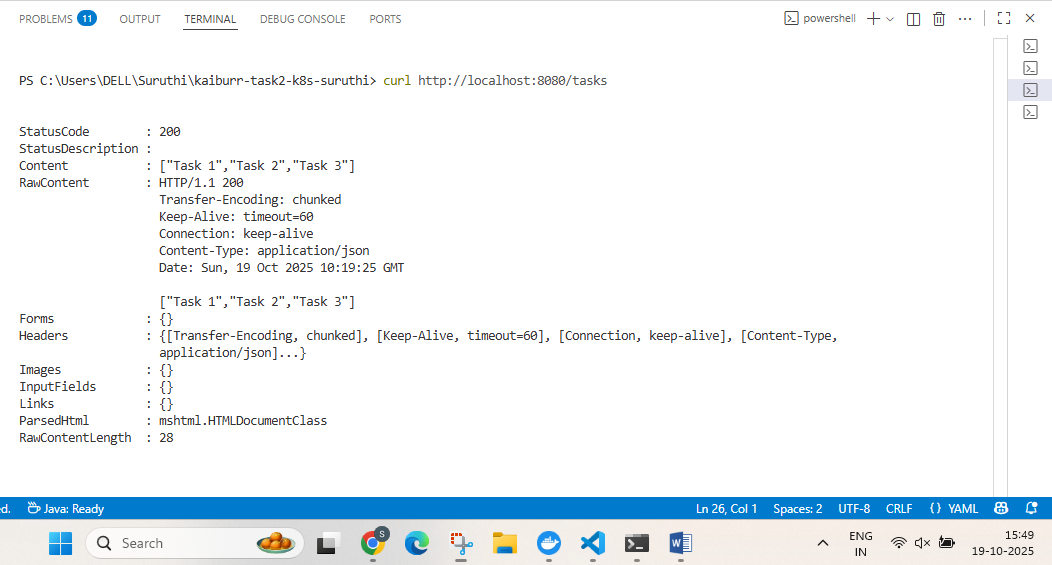 PROBLEMS 11 OUTPUT TERMINAL DEBUG CONSOLE PORTS powershell
PS C:\Users\DELL\Suruthi\kaiburr-task2-k8s-suruthi> curl http://localhost:8080/tasks
StatusCode : 200
StatusDescription :
Content : ["Task 1","Task 2","Task 3"]
RawContent : HTTP/1.1 200
Transfer-Encoding: chunked
Keep-Alive: timeout=60
Connection: keep-alive
Content-Type: application/json
Date: Sun, 19 Oct 2025 10:19:25 GMT
["Task 1","Task 2","Task 3"]
Forms : {}
Headers : {[Transfer-Encoding, chunked], [Keep-Alive, timeout=60], [Connection, keep-alive], [Content-Type,
application/json]...}
Images : {}
InputFields : {}
Links : {}
ParsedHtml : mshtml.HTMLDocumentClass
RawContentLength : 28
ed. Java: Ready Ln 26, Col 1 Spaces: 2 UTF-8 CRLF {} YAML
Search S ENG 15:49
IN 19-10-2025